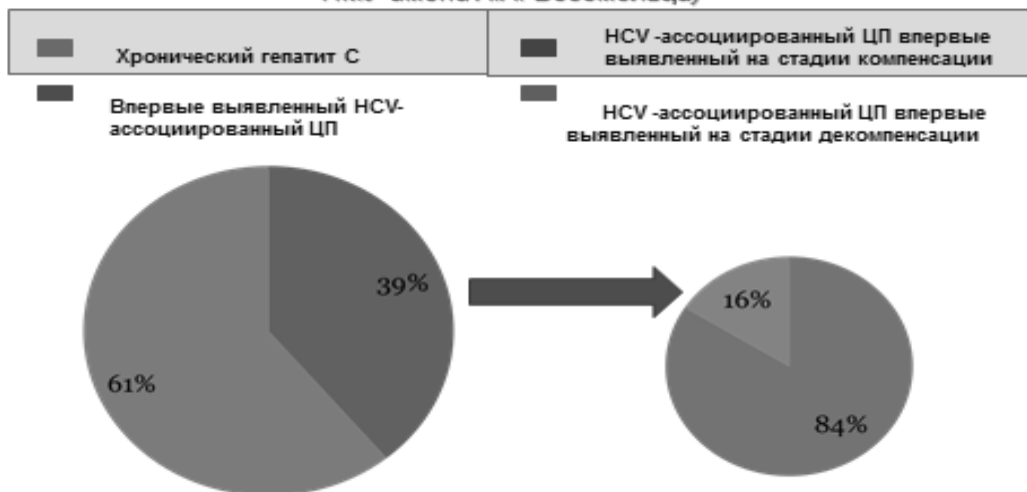 Хронический гепатит С
HCV -ассоциированный ЦП впервые
выявленный на стадии компенсации
Впервые выявленный HCV-
ассоциированный ЦП
HCV -ассоциированный ЦП впервые
выявленный на стадии декомпенсации
39%
61%
16%
84%